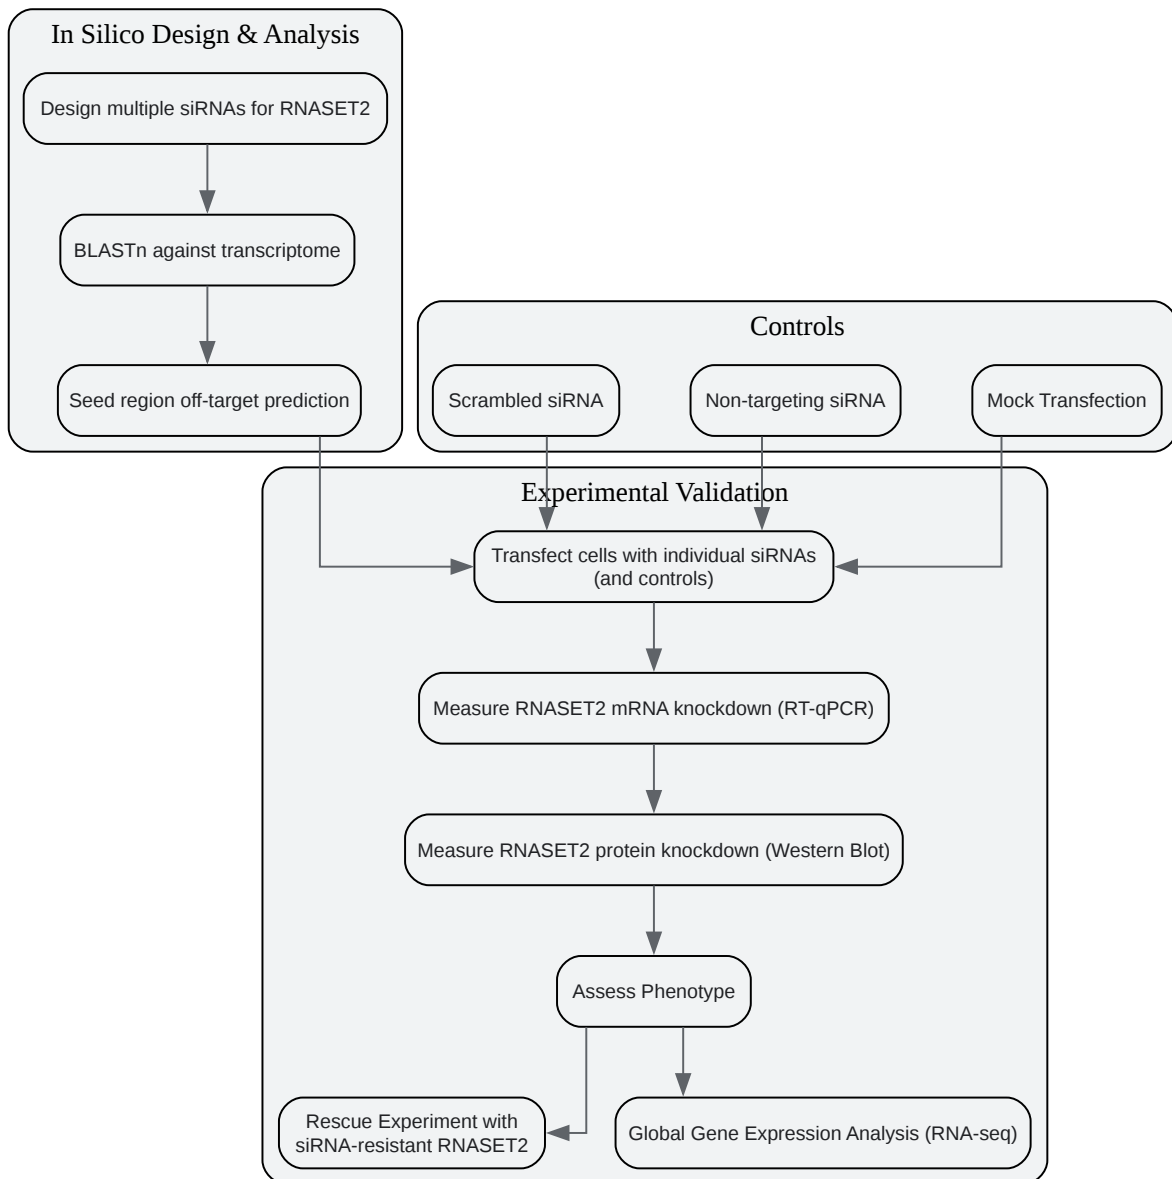 In Silico Design & Analysis
Design multiple siRNAs for RNASET2
BLASTn against transcriptome
Seed region off-target prediction
Controls
Scrambled siRNA
Non-targeting siRNA
Mock Transfection
Experimental Validation
Transfect cells with individual siRNAs
(and controls)
Measure RNASET2 mRNA knockdown (RT-qPCR)
Measure RNASET2 protein knockdown (Western Blot)
Assess Phenotype
Rescue Experiment with
siRNA-resistant RNASET2
Global Gene Expression Analysis (RNA-seq)